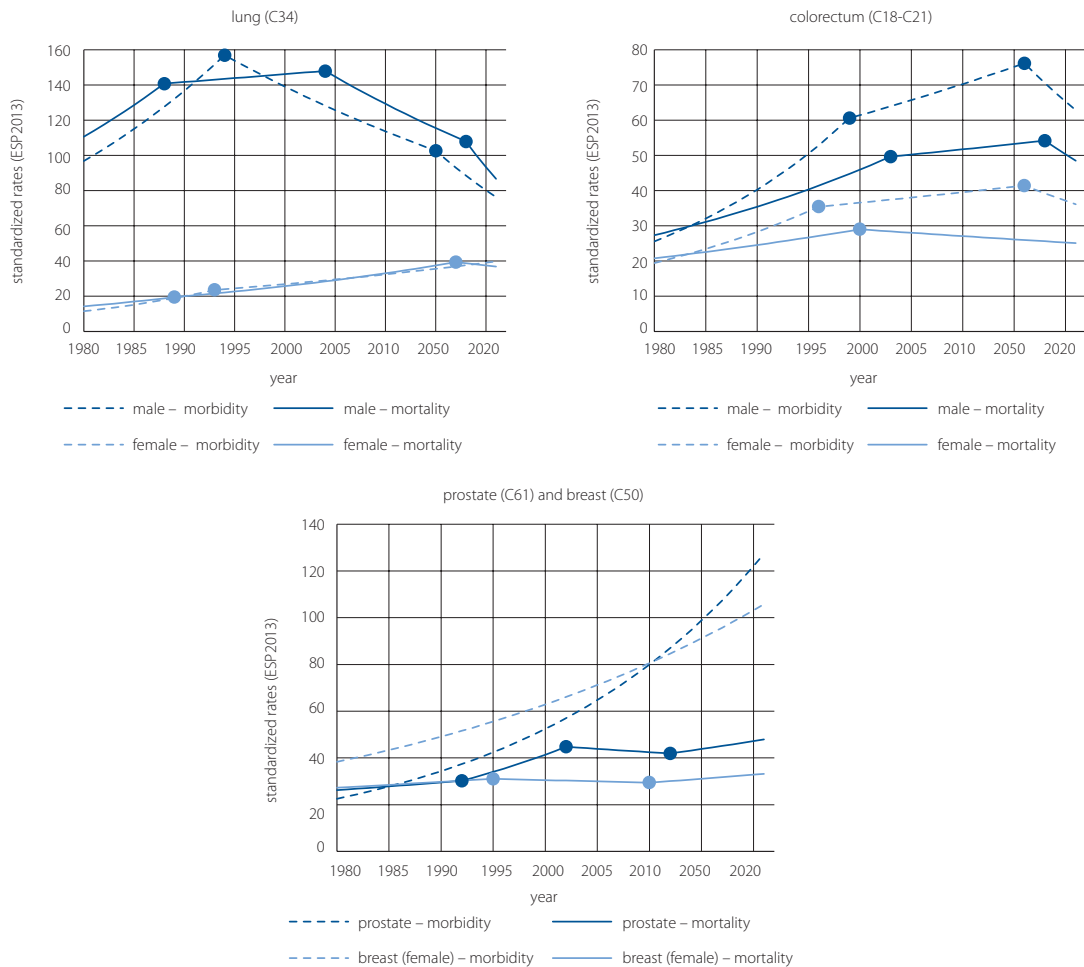 lung (C34)
standardized rates (ESP2013)
160
140
120
100
80
60
40
20
0
1980 1985 1990 1995 2000 2005 2010 2050 2020
year
male – morbidity male – mortality
female – morbidity female – mortality
colorectum (C18-C21)
standardized rates (ESP2013)
80
70
60
50
40
30
20
10
0
1980 1985 1990 1995 2000 2005 2010 2050 2020
year
male – morbidity male – mortality
female – morbidity female – mortality
prostate (C61) and breast (C50)
standardized rates (ESP2013)
140
120
100
80
60
40
20
0
1980 1985 1990 1995 2000 2005 2010 2050 2020
year
prostate – morbidity prostate – mortality
breast (female) – morbidity breast (female) – mortality